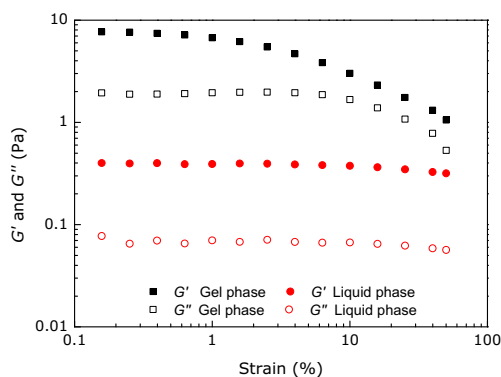 10
1
0.1
0.01
G' and G'' (Pa)
G' Gel phase
G' Liquid phase
G'' Gel phase
G'' Liquid phase
0.1
1
10
100
Strain (%)